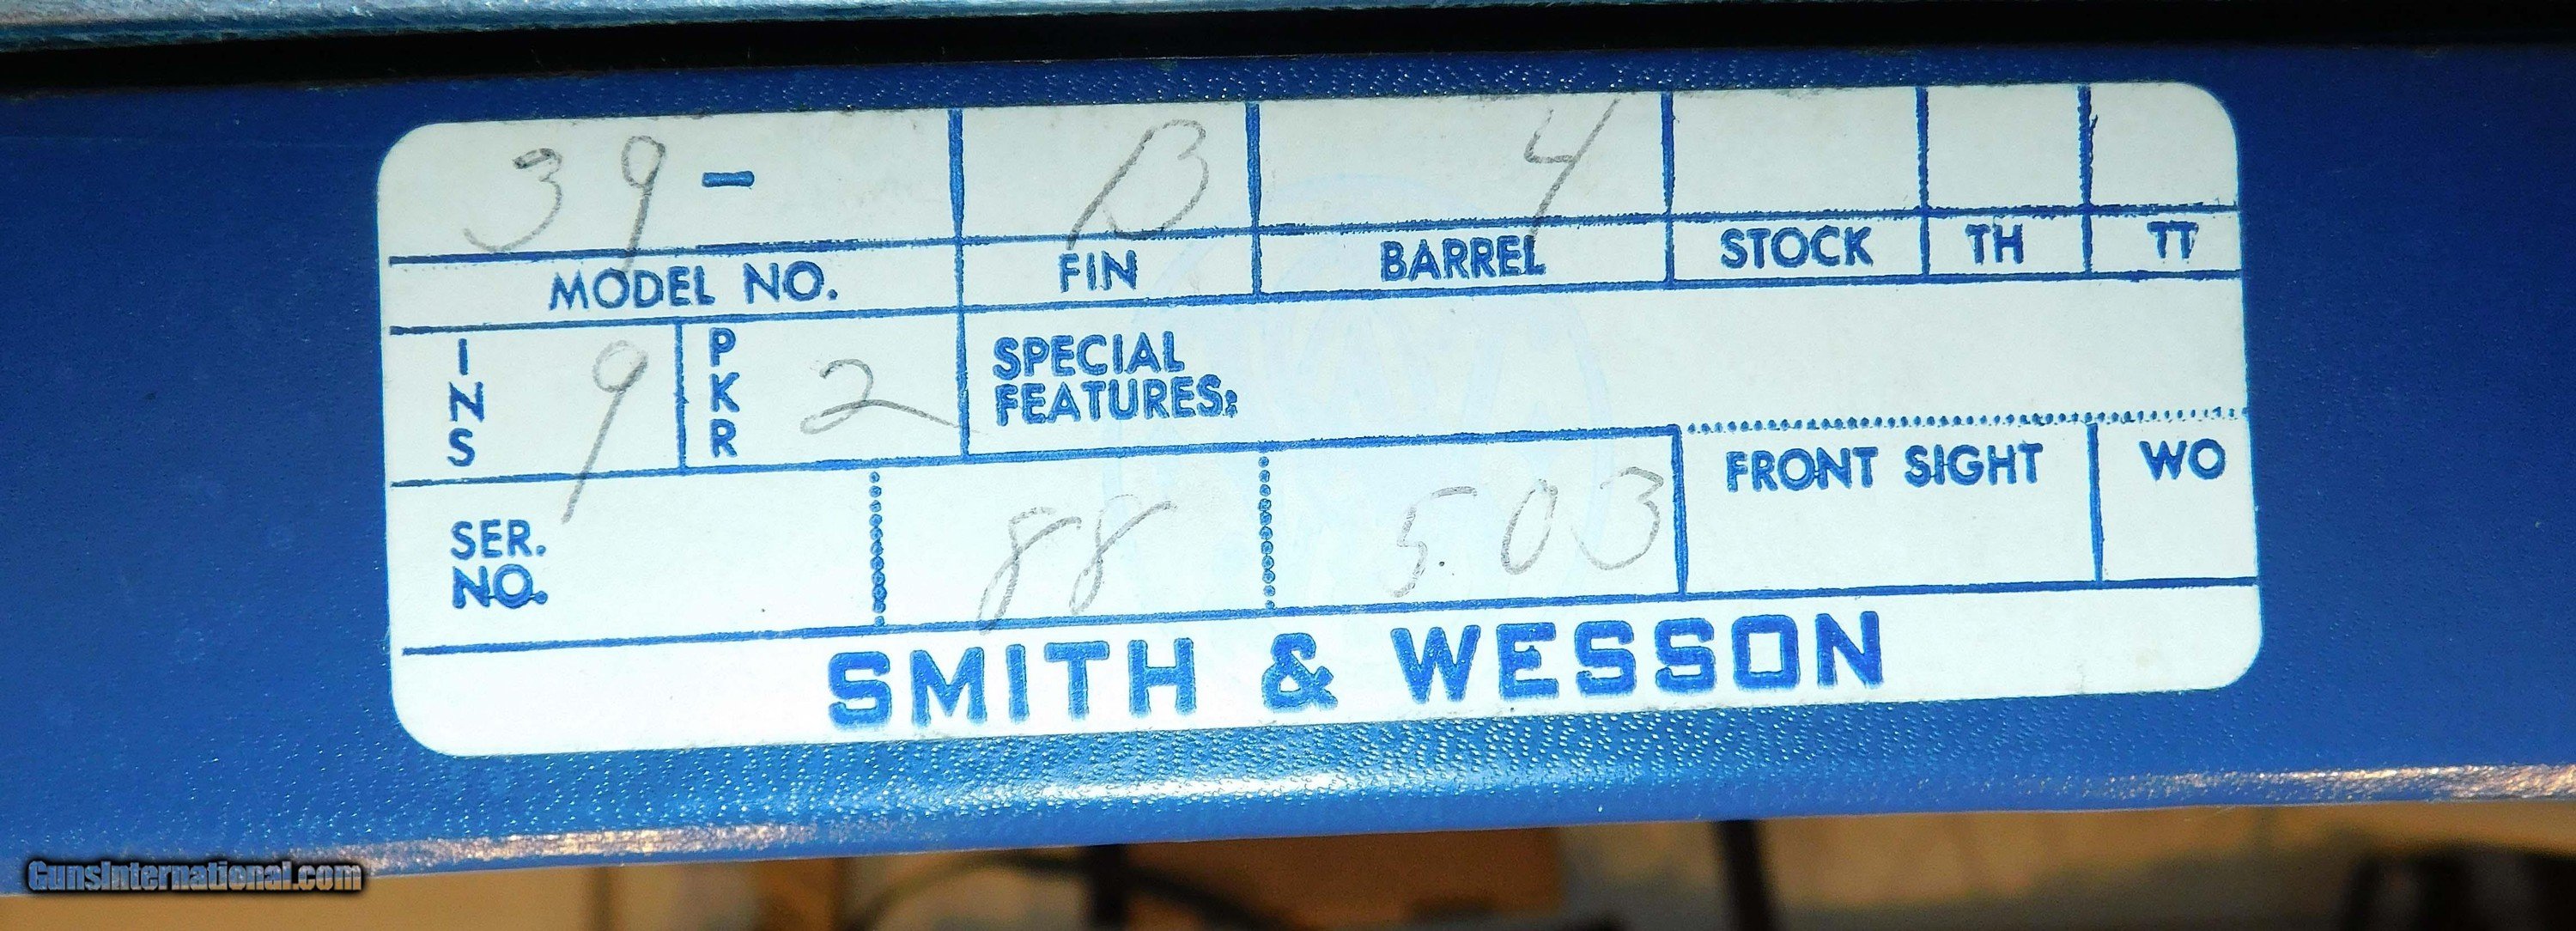 39- B 4
MODEL NO. FIN BARREL STOCK TH TT
INS 9 PKR 2 SPECIAL
FEATURES:
FRONT SIGHT WO
SER. NO. 88 503
SMITH & WESSON
GunsInternational.com